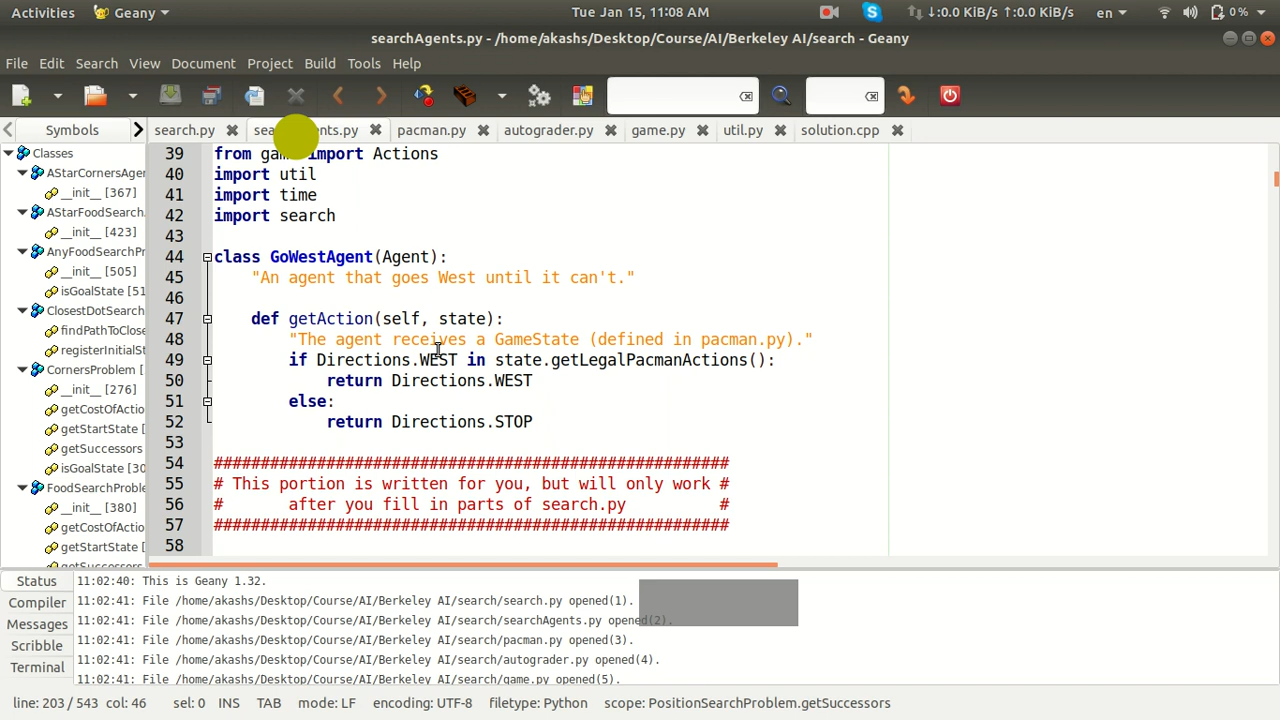 Activities Geany Tue Jan 15, 11:08 AM ↓:0.0 KiB/s ↑:0.0 KiB/s en 0%
searchAgents.py - /home/akashs/Desktop/Course/AI/Berkeley AI/search - Geany
File Edit Search View Document Project Build Tools Help
Symbols search.py pacman.py autograder.py game.py util.py solution.cpp
Classes
AStarCornersAge
__init__ [367]
AStarFoodSearch.
__init__ [423]
AnyFoodSearchPr
__init__ [505]
isGoalState [51
ClosestDotSearch
findPathToClose
registerInitialSt
CornersProblem [
__init__ [276]
getCostOfActio
getStartState [
getSuccessors
isGoalState [30
FoodSearchProble
__init__ [380]
getCostOfActio
getStartState [
39 from import Actions
40 import util
41 import time
42 import search
43
44 class GoWestAgent(Agent):
45 "An agent that goes West until it can't."
46
47 def getAction(self, state):
48 "The agent receives a GameState (defined in pacman.py)."
49 if Directions.WEST in state.getLegalPacmanActions():
50 return Directions.WEST
51 else:
52 return Directions.STOP
53
54 #######################################################
55 # This portion is written for you, but will only work #
56 # after you fill in parts of search.py #
57 #######################################################
58
Status
Compiler
Messages
Scribble
Terminal
11:02:40: This is Geany 1.32.
11:02:41: File /home/akashs/Desktop/Course/AI/Berkeley AI/search/search.py opened(1).
11:02:41: File /home/akashs/Desktop/Course/AI/Berkeley AI/search/searchAgents.py opened(2).
11:02:41: File /home/akashs/Desktop/Course/AI/Berkeley AI/search/pacman.py opened(3).
11:02:41: File /home/akashs/Desktop/Course/AI/Berkeley AI/search/autograder.py opened(4).
11:02:41: File /home/akashs/Desktop/Course/AI/Berkeley AI/search/game.py opened(5).
line: 203 / 543 col: 46 sel: 0 INS TAB mode: LF encoding: UTF-8 filetype: Python scope: PositionSearchProblem.getSuccessors